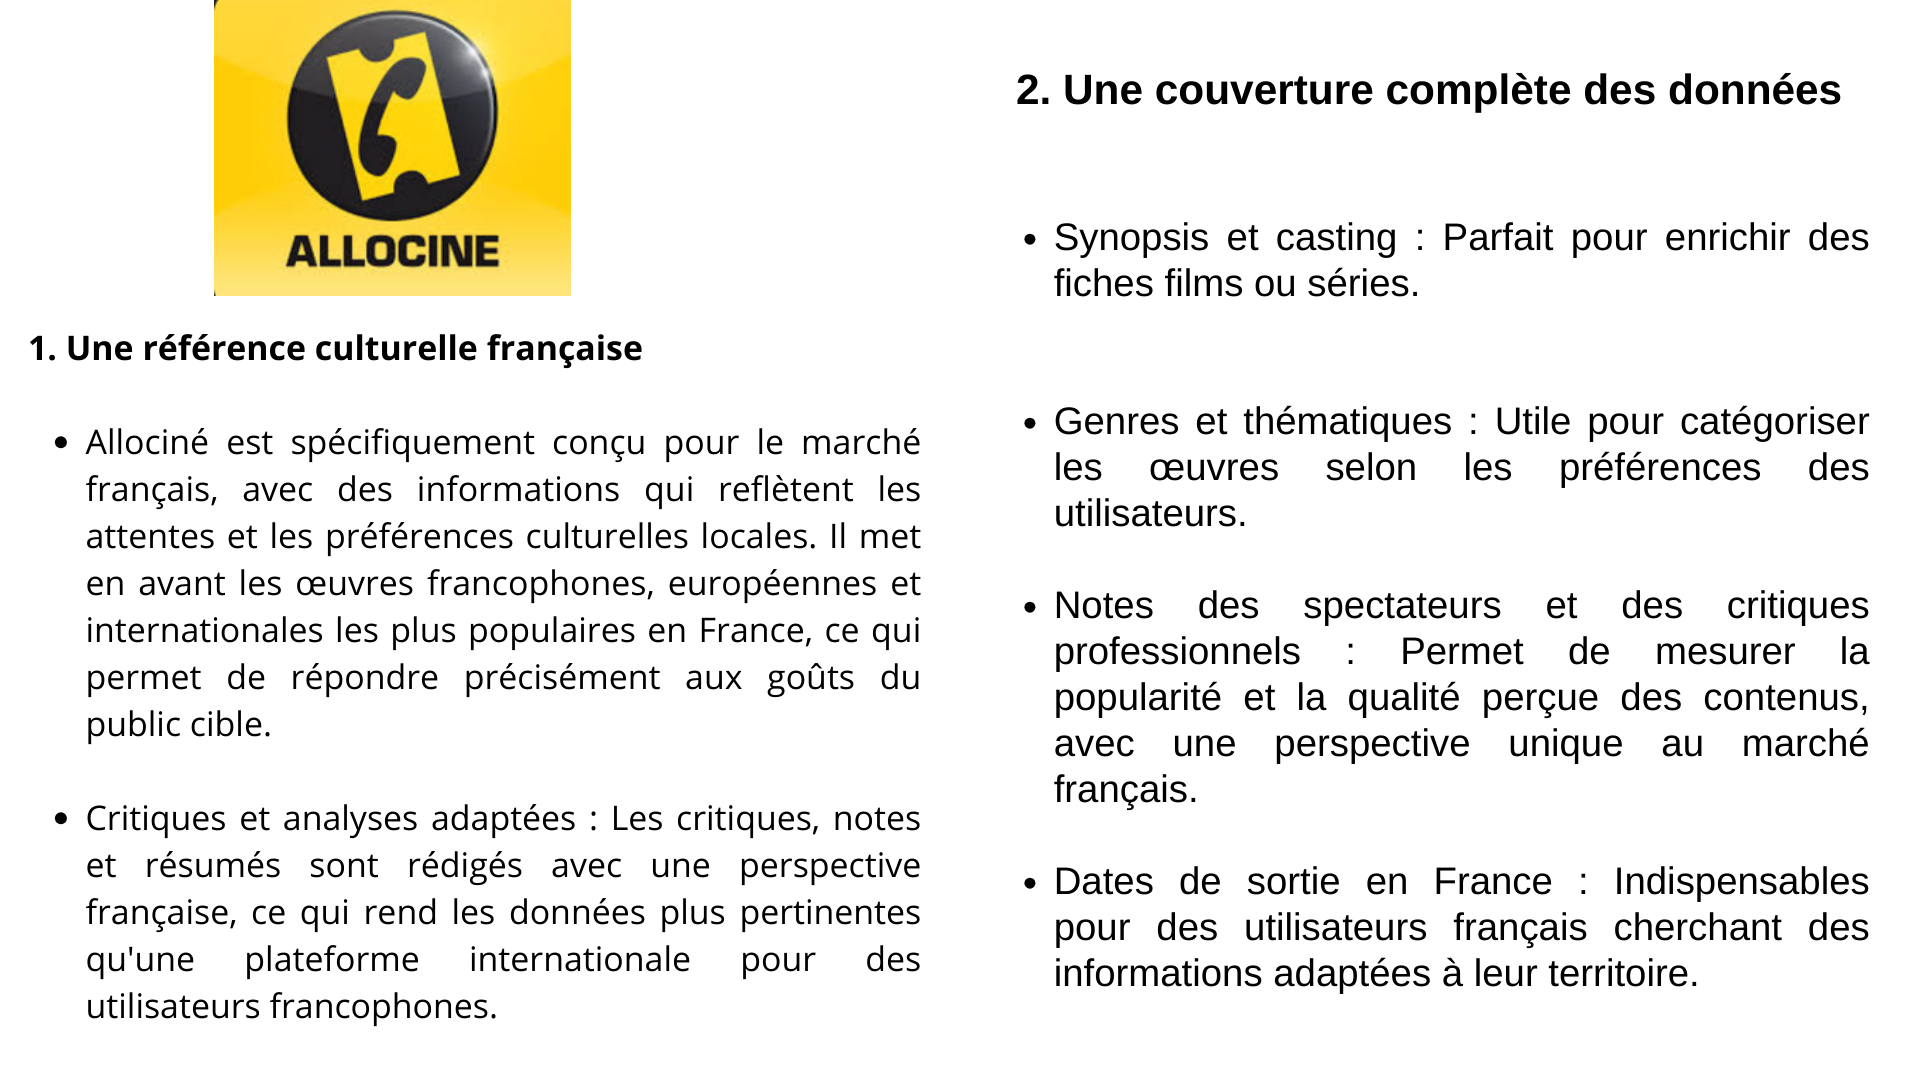 ALLOCINE
1. Une référence culturelle française
• Allociné est spécifiquement conçu pour le marché
français, avec des informations qui reflètent les
attentes et les préférences culturelles locales. Il met
en avant les œuvres francophones, européennes et
internationales les plus populaires en France, ce qui
permet de répondre précisément aux goûts du
public cible.
• Critiques et analyses adaptées : Les critiques, notes
et résumés sont rédigés avec une perspective
française, ce qui rend les données plus pertinentes
qu'une plateforme internationale pour des
utilisateurs francophones.
2. Une couverture complète des données
• Synopsis et casting : Parfait pour enrichir des
fiches films ou séries.
• Genres et thématiques : Utile pour catégoriser
les œuvres selon les préférences des
utilisateurs.
• Notes des spectateurs et des critiques
professionnels : Permet de mesurer la
popularité et la qualité perçue des contenus,
avec une perspective unique au marché
français.
• Dates de sortie en France : Indispensables
pour des utilisateurs français cherchant des
informations adaptées à leur territoire.